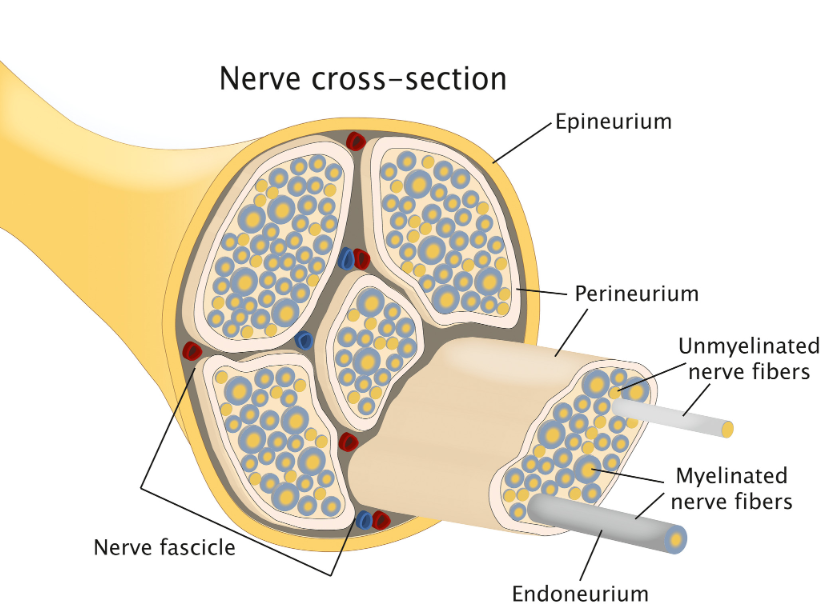 Nerve cross-section
Epineurium
Perineurium
Unmyelinated
nerve fibers
Myelinated
nerve fibers
Nerve fascicle
Endoneurium